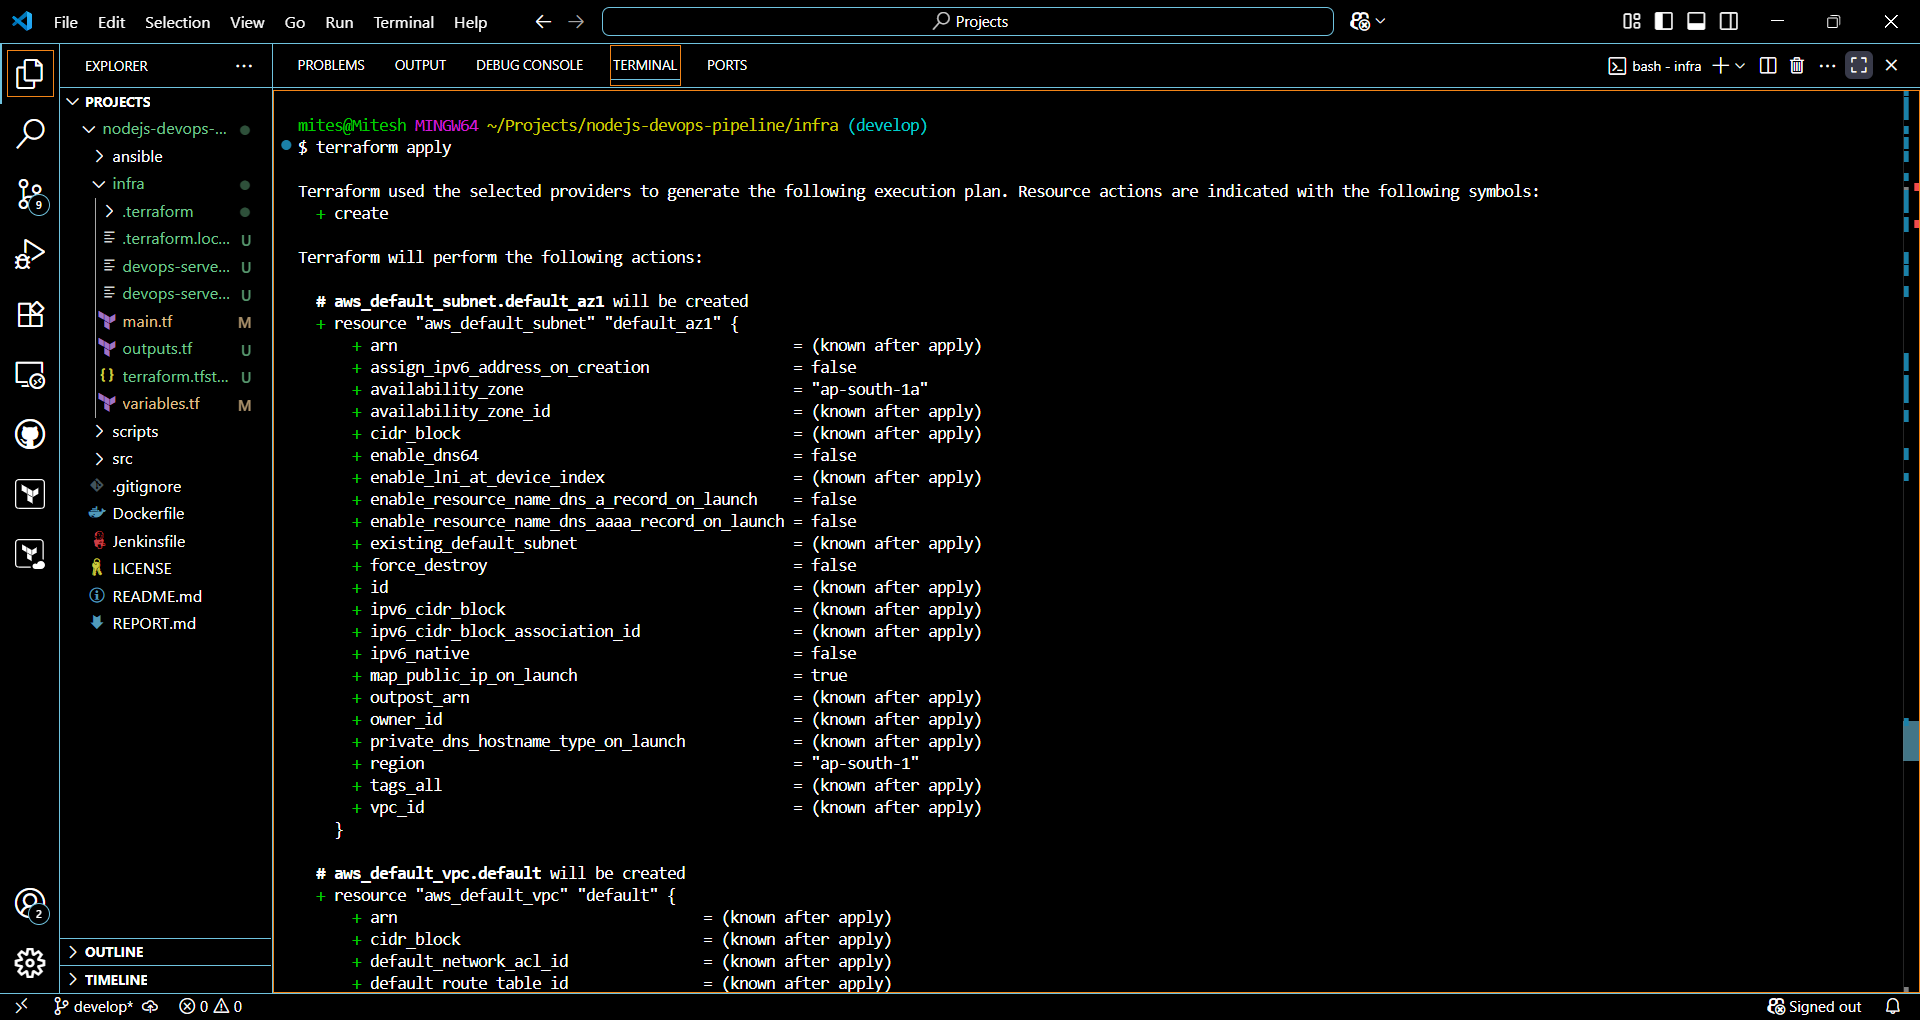 File Edit Selection View Go Run Terminal Help
Projects
EXPLORER
PROJECTS
nodejs-devops-...
ansible
infra
.terraform
.terraform.loc... U
devops-serve... U
devops-serve... U
main.tf M
outputs.tf U
{} terraform.tfst... U
variables.tf M
scripts
src
.gitignore
Dockerfile
Jenkinsfile
LICENSE
README.md
REPORT.md
OUTLINE
TIMELINE
9
2
PROBLEMS OUTPUT DEBUG CONSOLE TERMINAL PORTS
bash - infra
mites@Mitesh MINGW64 ~/Projects/nodejs-devops-pipeline/infra (develop)
$ terraform apply
Terraform used the selected providers to generate the following execution plan. Resource actions are indicated with the following symbols:
+ create
Terraform will perform the following actions:
# aws_default_subnet.default_az1 will be created
+ resource "aws_default_subnet" "default_az1" {
+ arn = (known after apply)
+ assign_ipv6_address_on_creation = false
+ availability_zone = "ap-south-1a"
+ availability_zone_id = (known after apply)
+ cidr_block = (known after apply)
+ enable_dns64 = false
+ enable_lni_at_device_index = (known after apply)
+ enable_resource_name_dns_a_record_on_launch = false
+ enable_resource_name_dns_aaaa_record_on_launch = false
+ existing_default_subnet = (known after apply)
+ force_destroy = false
+ id = (known after apply)
+ ipv6_cidr_block = (known after apply)
+ ipv6_cidr_block_association_id = (known after apply)
+ ipv6_native = false
+ map_public_ip_on_launch = true
+ outpost_arn = (known after apply)
+ owner_id = (known after apply)
+ private_dns_hostname_type_on_launch = (known after apply)
+ region = "ap-south-1"
+ tags_all = (known after apply)
+ vpc_id = (known after apply)
}
# aws_default_vpc.default will be created
+ resource "aws_default_vpc" "default" {
+ arn = (known after apply)
+ cidr_block = (known after apply)
+ default_network_acl_id = (known after apply)
+ default_route_table_id = (known after apply)
develop* 0 0 Signed out